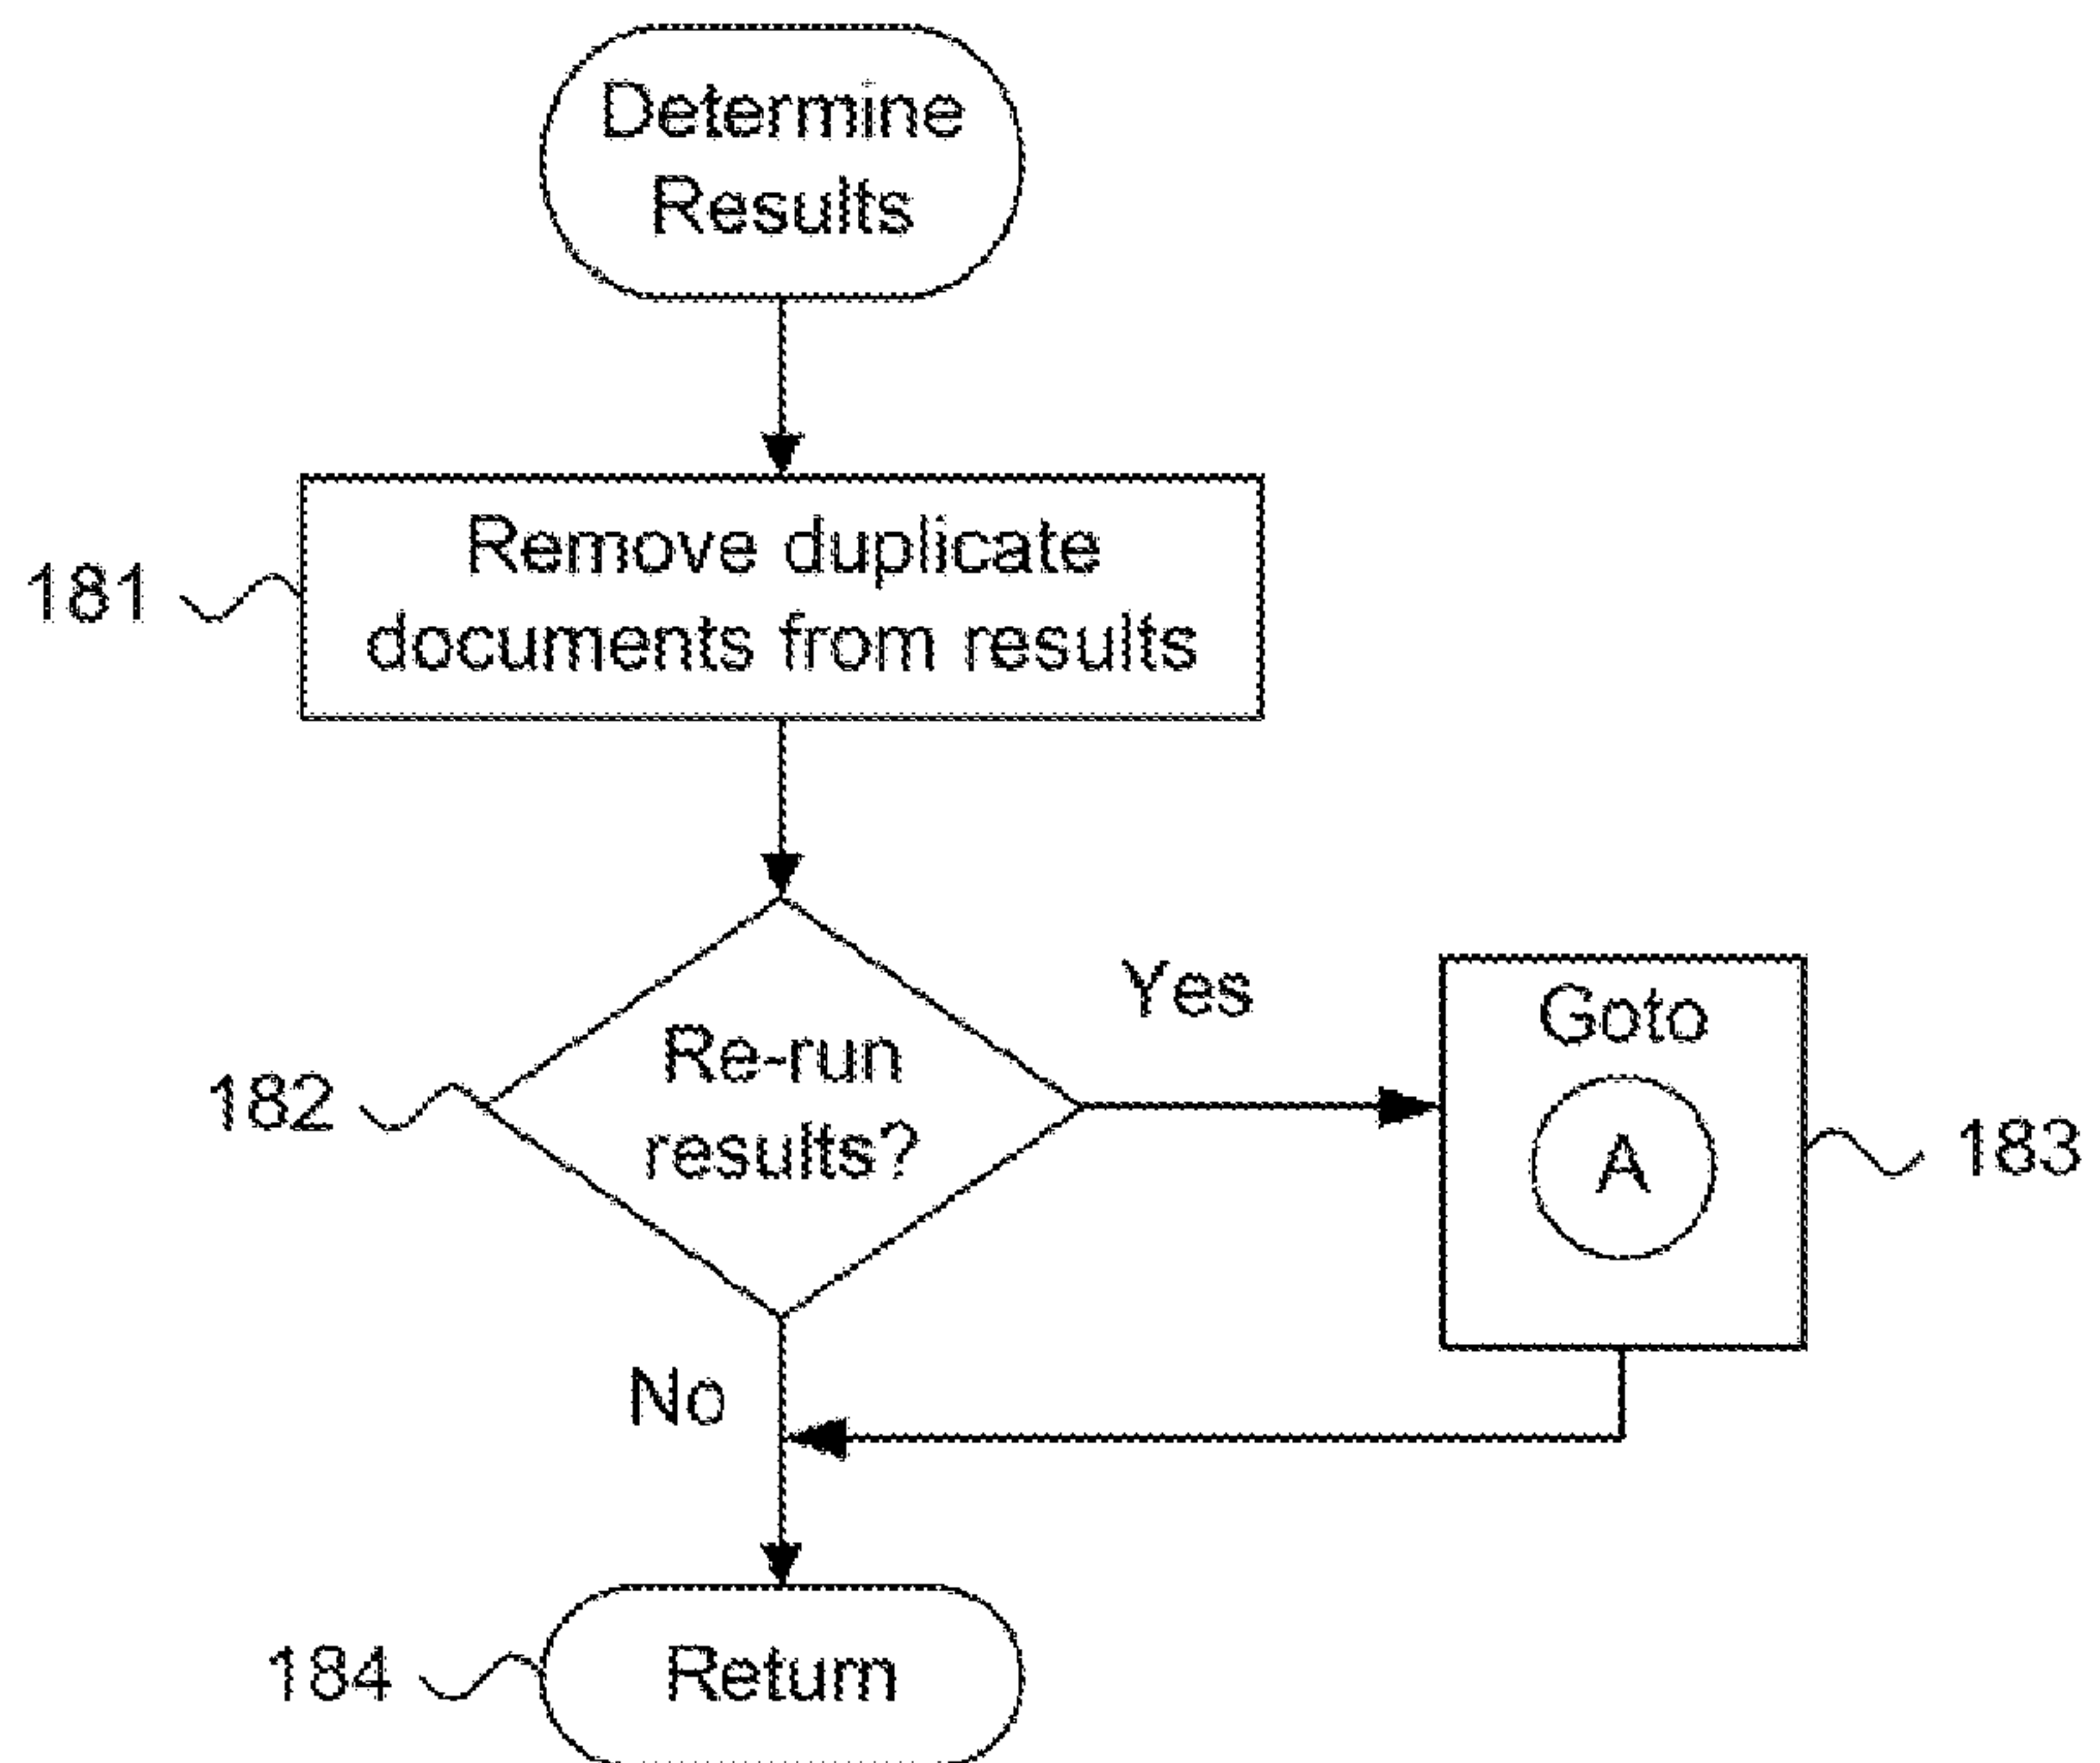 Determine
Results
181
Remove duplicate
documents from results
182
Re-run
results?
Yes
Goto
A
183
No
184
Return